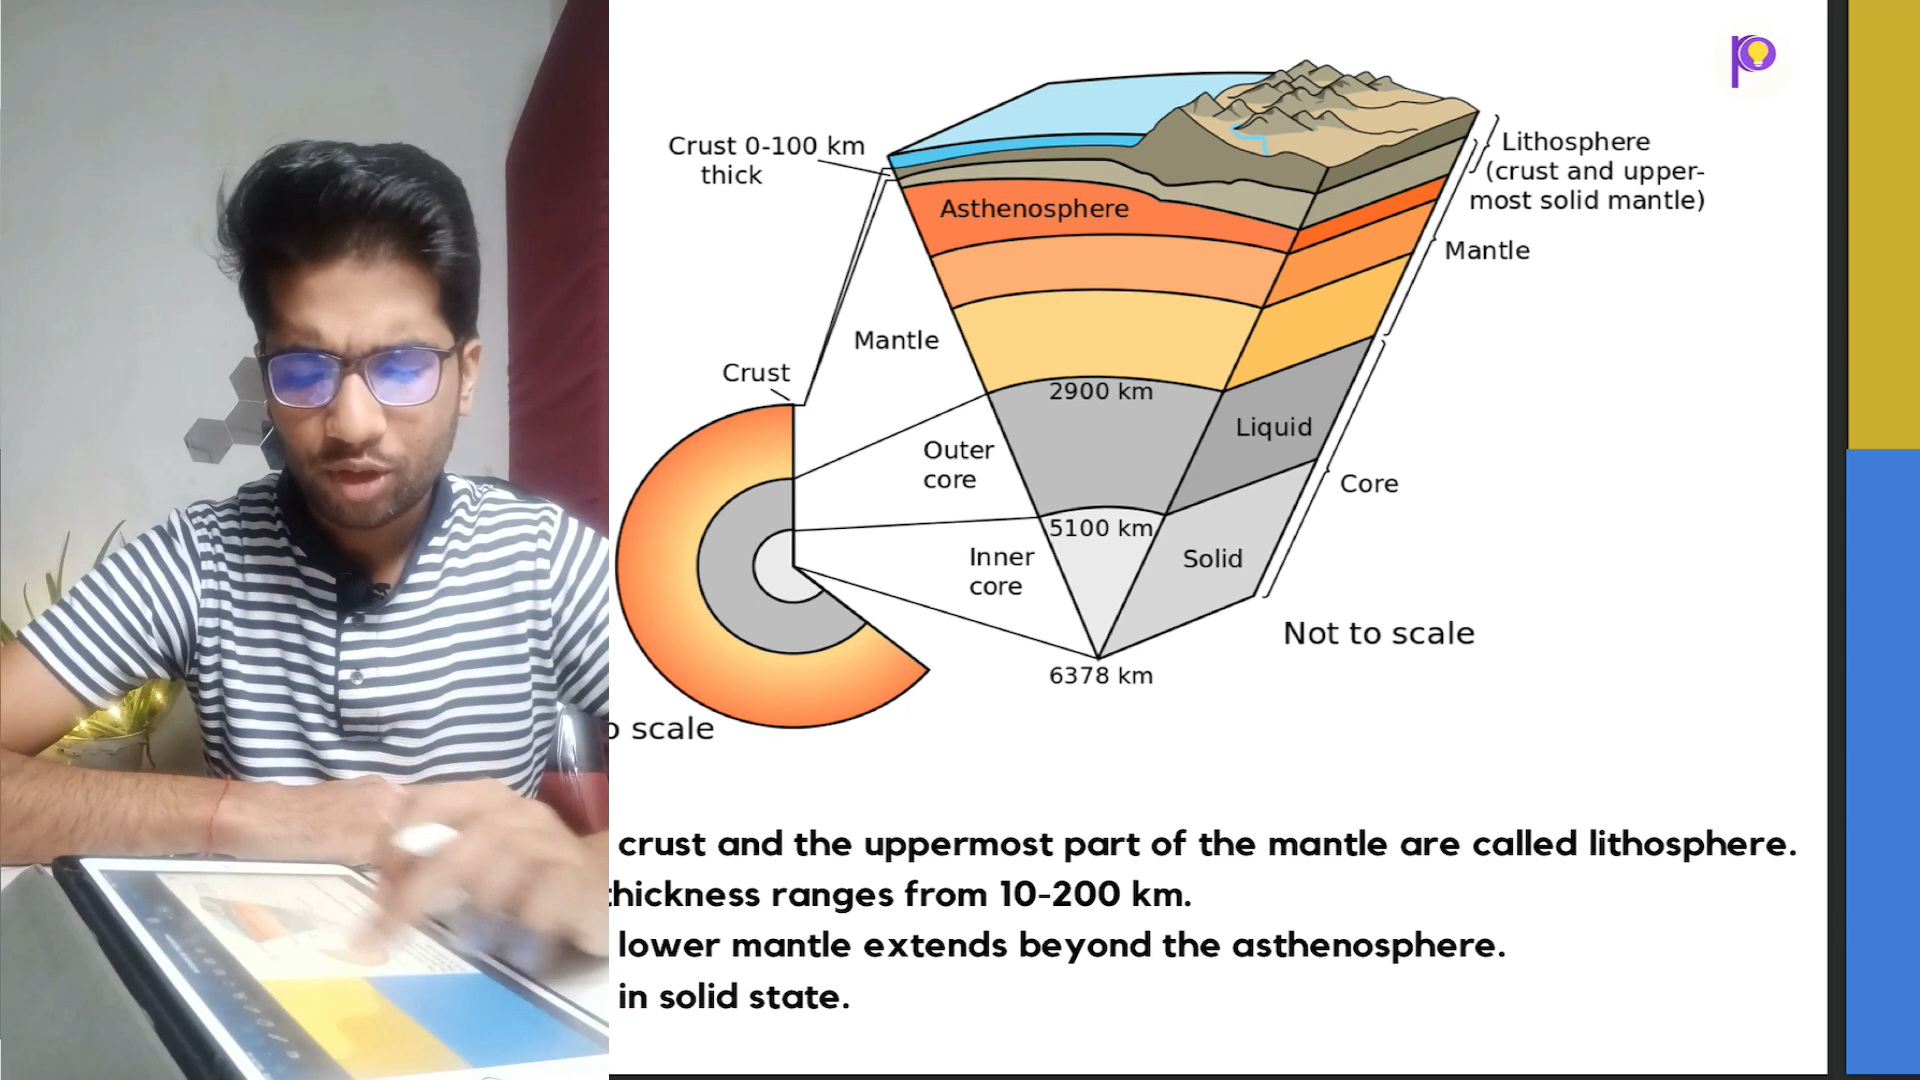 Crust 0-100 km
thick
Lithosphere
(crust and upper-
most solid mantle)
Asthenosphere
Mantle
Mantle
Crust
2900 km
Liquid
Outer
core
Core
5100 km
Inner
core
Solid
Not to scale
6378 km
scale
crust and the uppermost part of the mantle are called lithosphere.
thickness ranges from 10-200 km.
lower mantle extends beyond the asthenosphere.
in solid state.